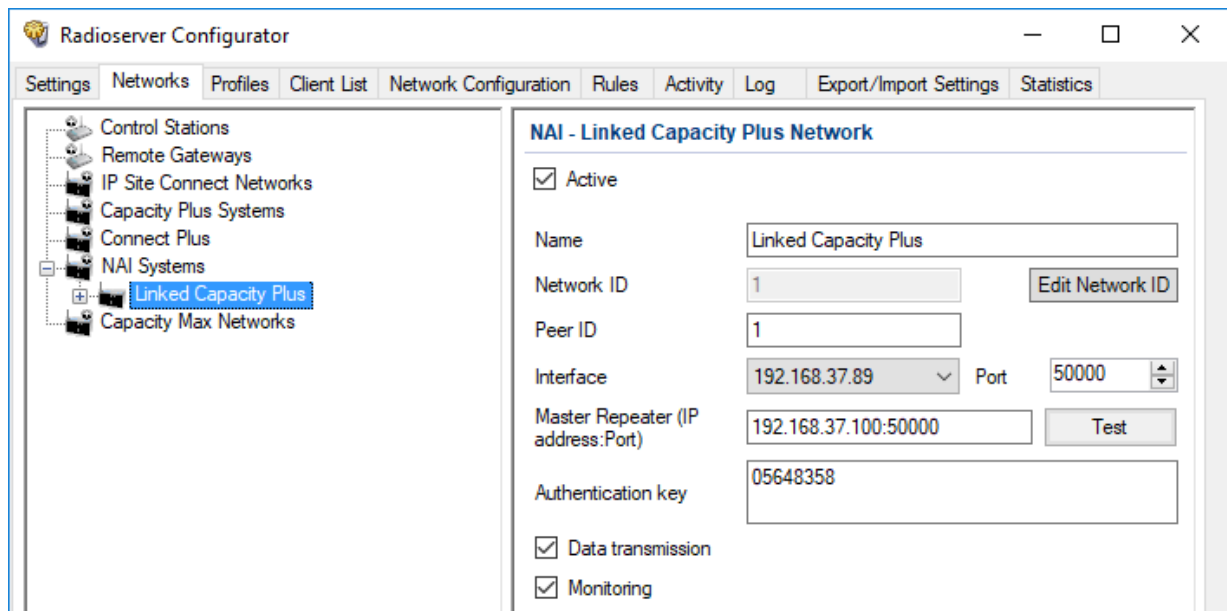 Radioserver Configurator
Settings Networks Profiles Client List Network Configuration Rules Activity Log Export/Import Settings Statistics
Control Stations
Remote Gateways
IP Site Connect Networks
Capacity Plus Systems
Connect Plus
NAI Systems
Linked Capacity Plus
Capacity Max Networks
NAI - Linked Capacity Plus Network
Active
Name Linked Capacity Plus
Network ID 1 Edit Network ID
Peer ID 1
Interface 192.168.37.89 Port 50000
Master Repeater (IP
address:Port) 192.168.37.100:50000 Test
Authentication key 05648358
Data transmission
Monitoring